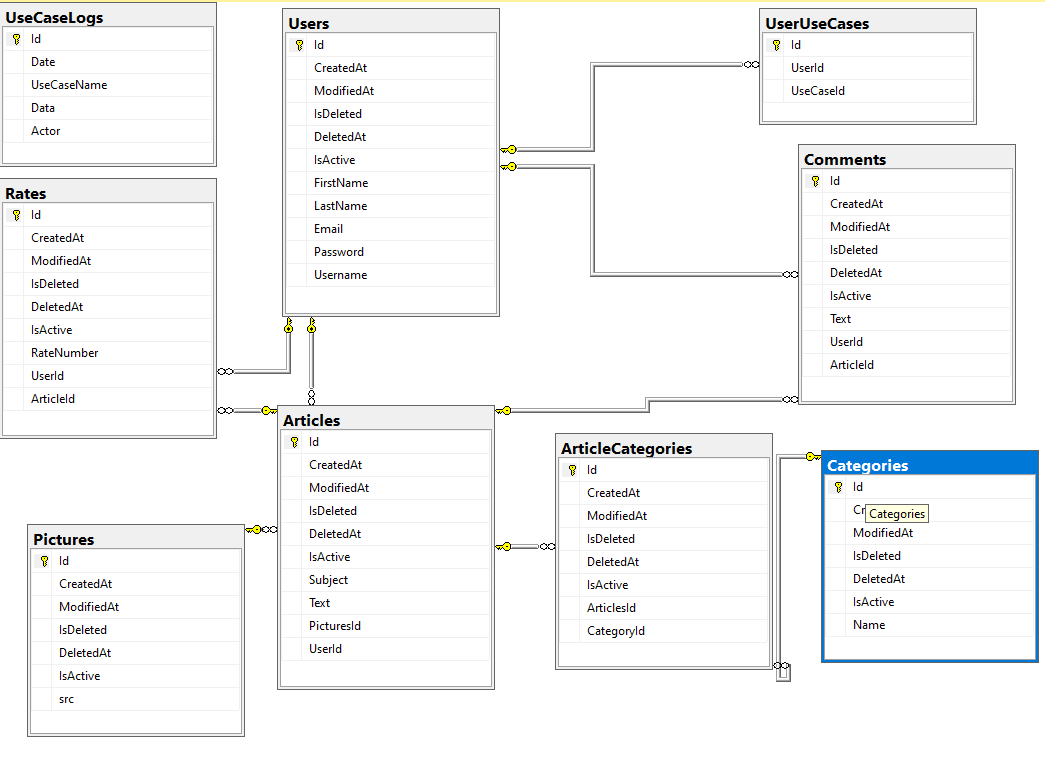 UseCaseLogs
Id
Date
UseCaseName
Data
Actor
Users
Id
CreatedAt
ModifiedAt
IsDeleted
DeletedAt
IsActive
FirstName
LastName
Email
Password
Username
UserUseCases
Id
UserId
UseCaseId
Comments
Id
CreatedAt
ModifiedAt
IsDeleted
DeletedAt
IsActive
Text
UserId
ArticleId
Rates
Id
CreatedAt
ModifiedAt
IsDeleted
DeletedAt
IsActive
RateNumber
UserId
ArticleId
Articles
Id
CreatedAt
ModifiedAt
IsDeleted
DeletedAt
IsActive
Subject
Text
PicturesId
UserId
ArticleCategories
Id
CreatedAt
ModifiedAt
IsDeleted
DeletedAt
IsActive
ArticlesId
CategoryId
Categories
Id
Categories
ModifiedAt
IsDeleted
DeletedAt
IsActive
Name
Pictures
Id
CreatedAt
ModifiedAt
IsDeleted
DeletedAt
IsActive
src